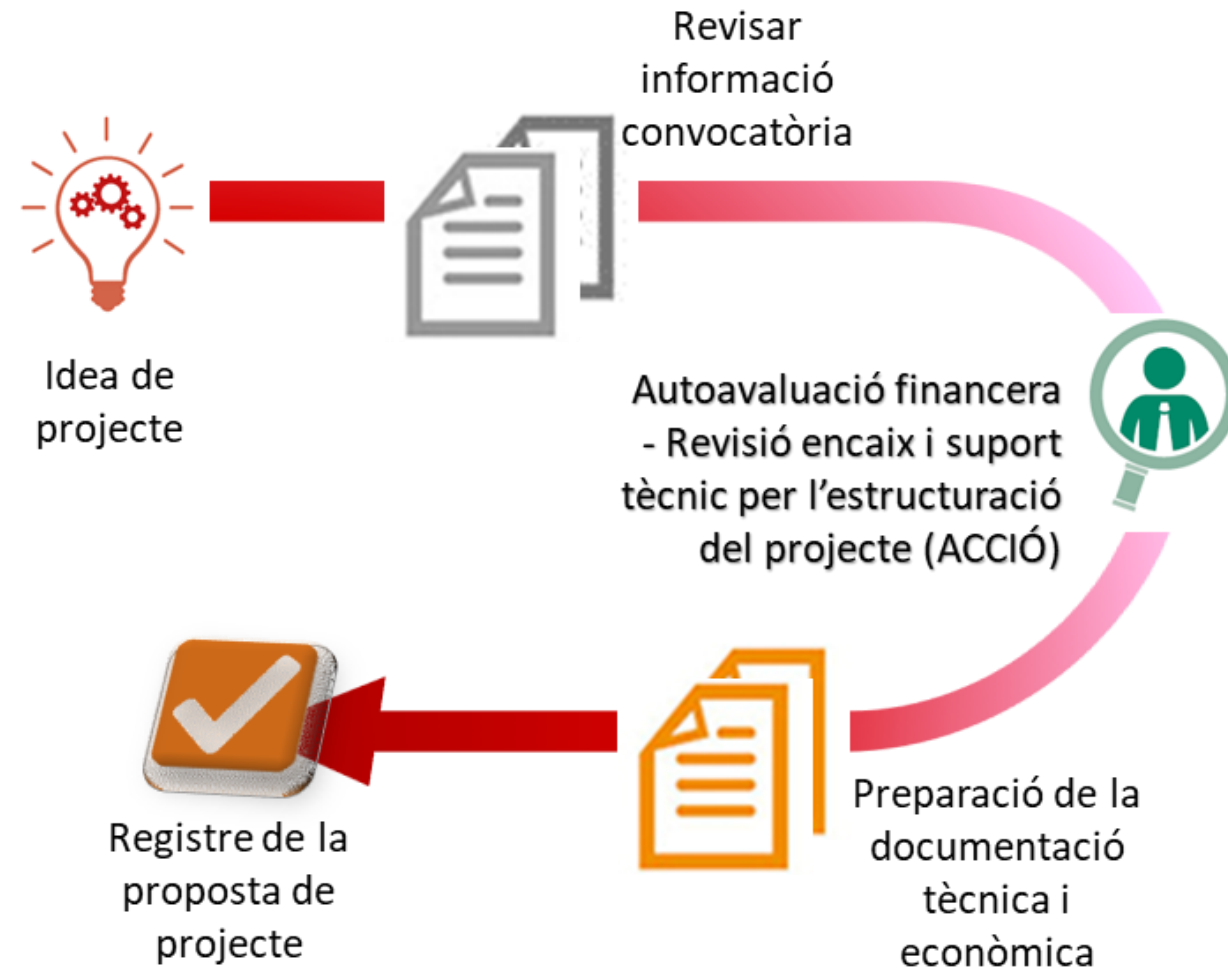 Revisar
informació
convocatòria
Idea de
projecte
Autoavaluació financera
- Revisió encaix i suport
tècnic per l’estructuració
del projecte (ACCIÓ)
Preparació de la
documentació
tècnica i
econòmica
Registre de la
proposta de
projecte